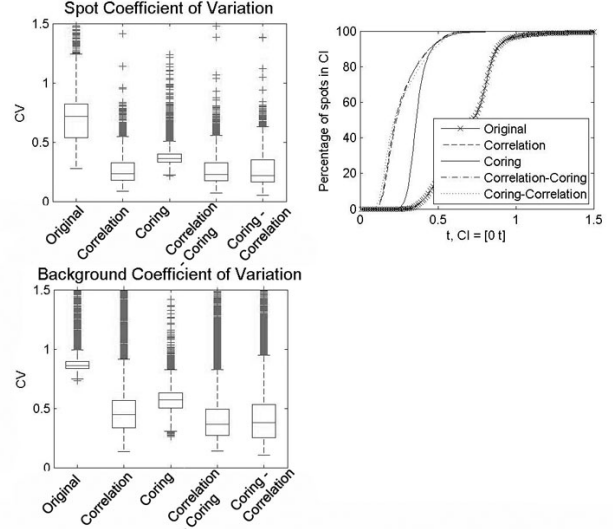 Spot Coefficient of Variation
1.5
1
0.5
0
CV
Original
Correlation
Coring
Correlation
- Coring
Coring -
Correlation
100
80
60
40
20
0
Percentage of spots in CI
Original
Correlation
Coring
Correlation-Coring
Coring-Correlation
0
0.5
1
1.5
t, CI = [0 t]
Background Coefficient of Variation
1.5
1
0.5
0
CV
Original
Correlation
Coring
Correlation
Coring
Coring -
Correlation